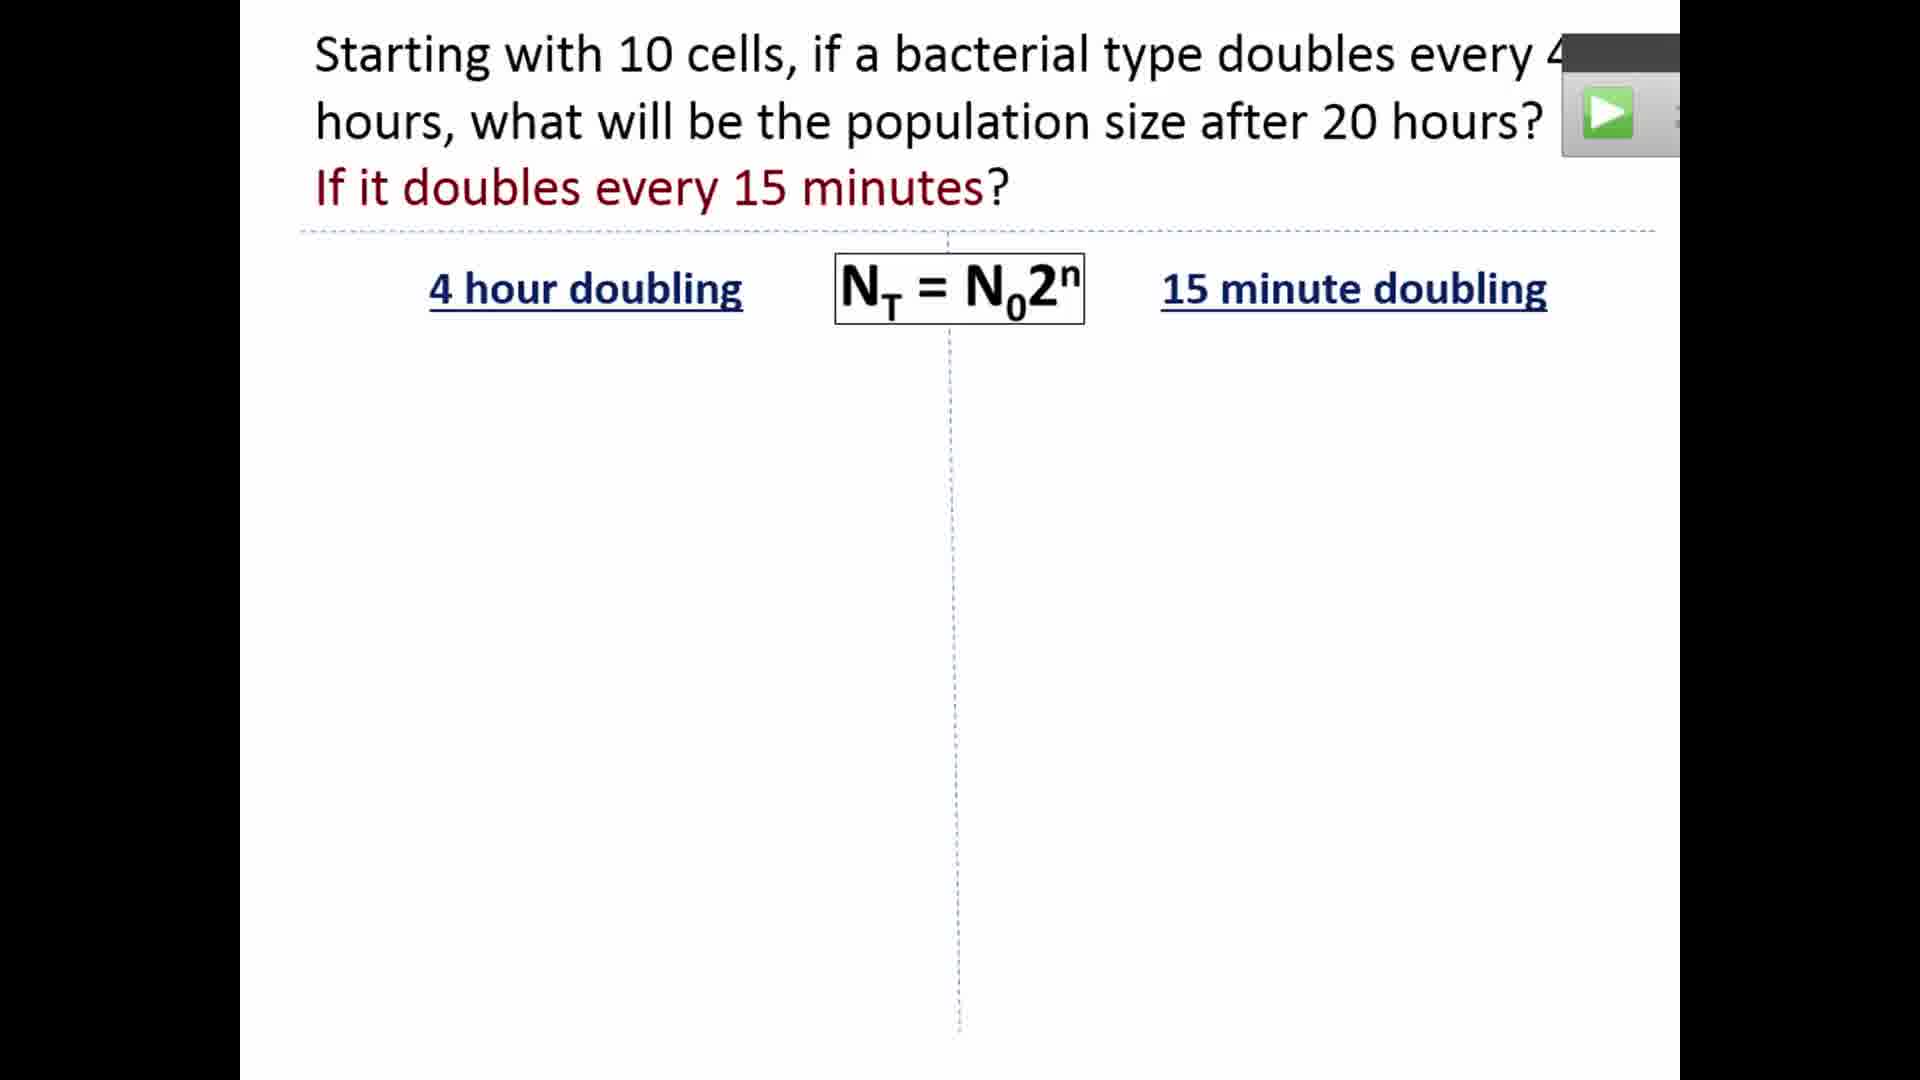 Starting with 10 cells, if a bacterial type doubles every 4
hours, what will be the population size after 20 hours?
If it doubles every 15 minutes?
4 hour doubling
N_T = N_0 2^n
15 minute doubling